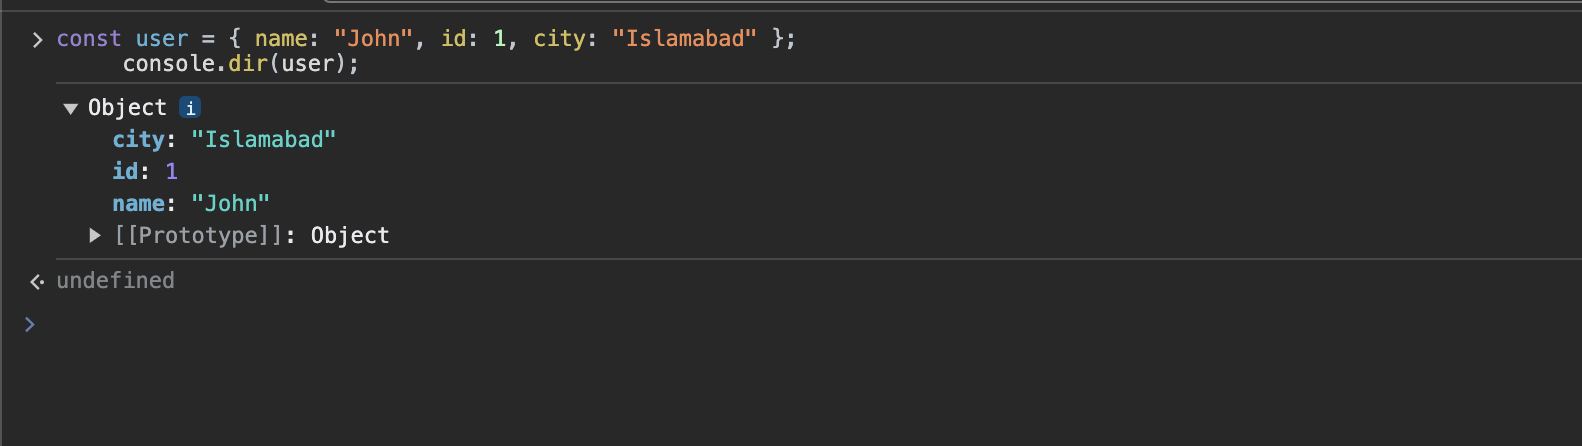 const user = { name: "John", id: 1, city: "Islamabad" };
console.dir(user);
Object i
city: "Islamabad"
id: 1
name: "John"
[[Prototype]]: Object
undefined